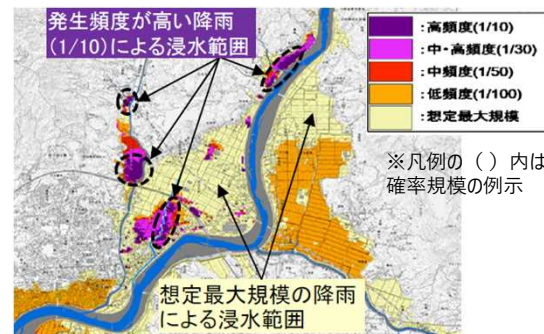 発生頻度が高い降雨
(1/10)による浸水範囲
:高頻度(1/10)
:中・高頻度(1/30)
:中頻度(1/50)
:低頻度(1/100)
:想定最大規模
※凡例の（ ）内は
確率規模の例示
想定最大規模の降雨
による浸水範囲